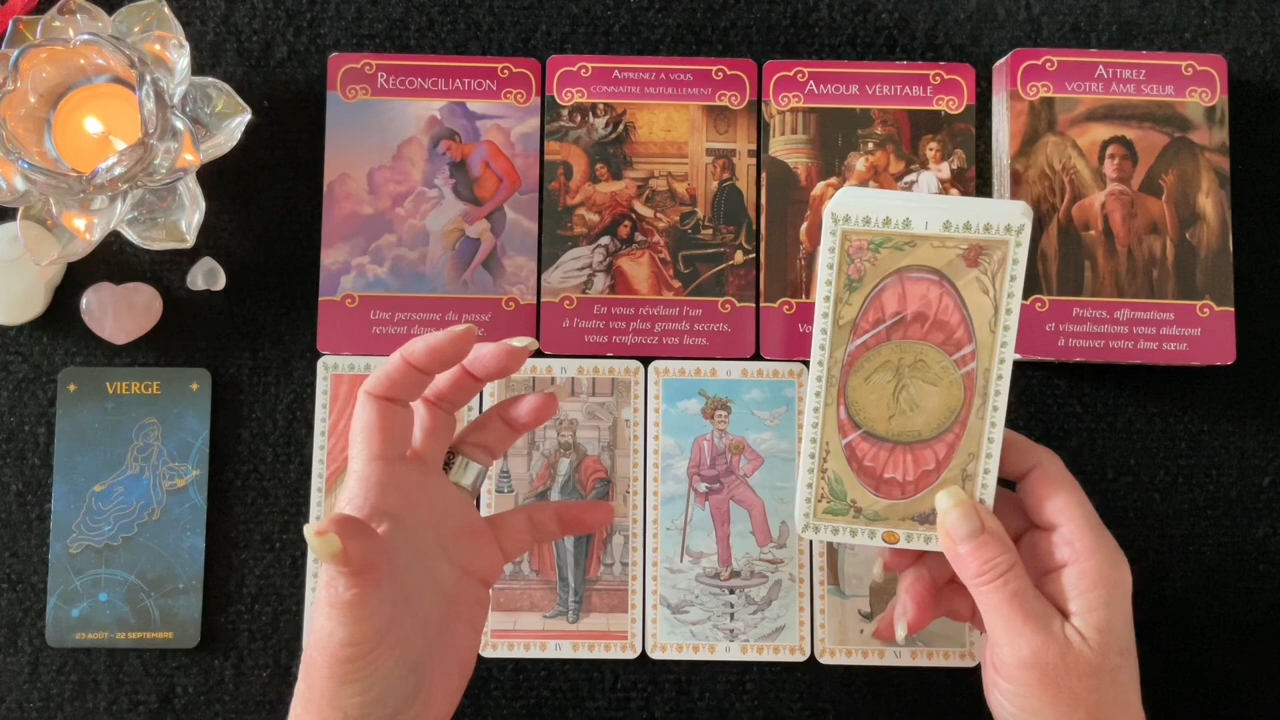 RÉCONCILIATION
Une personne du passé
revient dans
APPRENEZ A VOUS
CONNAITRE MUTUELLEMENT
En vous révélant l'un
à l'autre vos plus grands secrets,
vous renforcez vos liens.
AMOUR VÉRITABLE
ATTIREZ
VOTRE ÂME SŒUR
Prières, affirmations
et visualisations vous aideront
à trouver votre âme sœur.
I
VIERGE
23 AOÛT - 22 SEPTEMBRE
IV
IV
0
0
XI